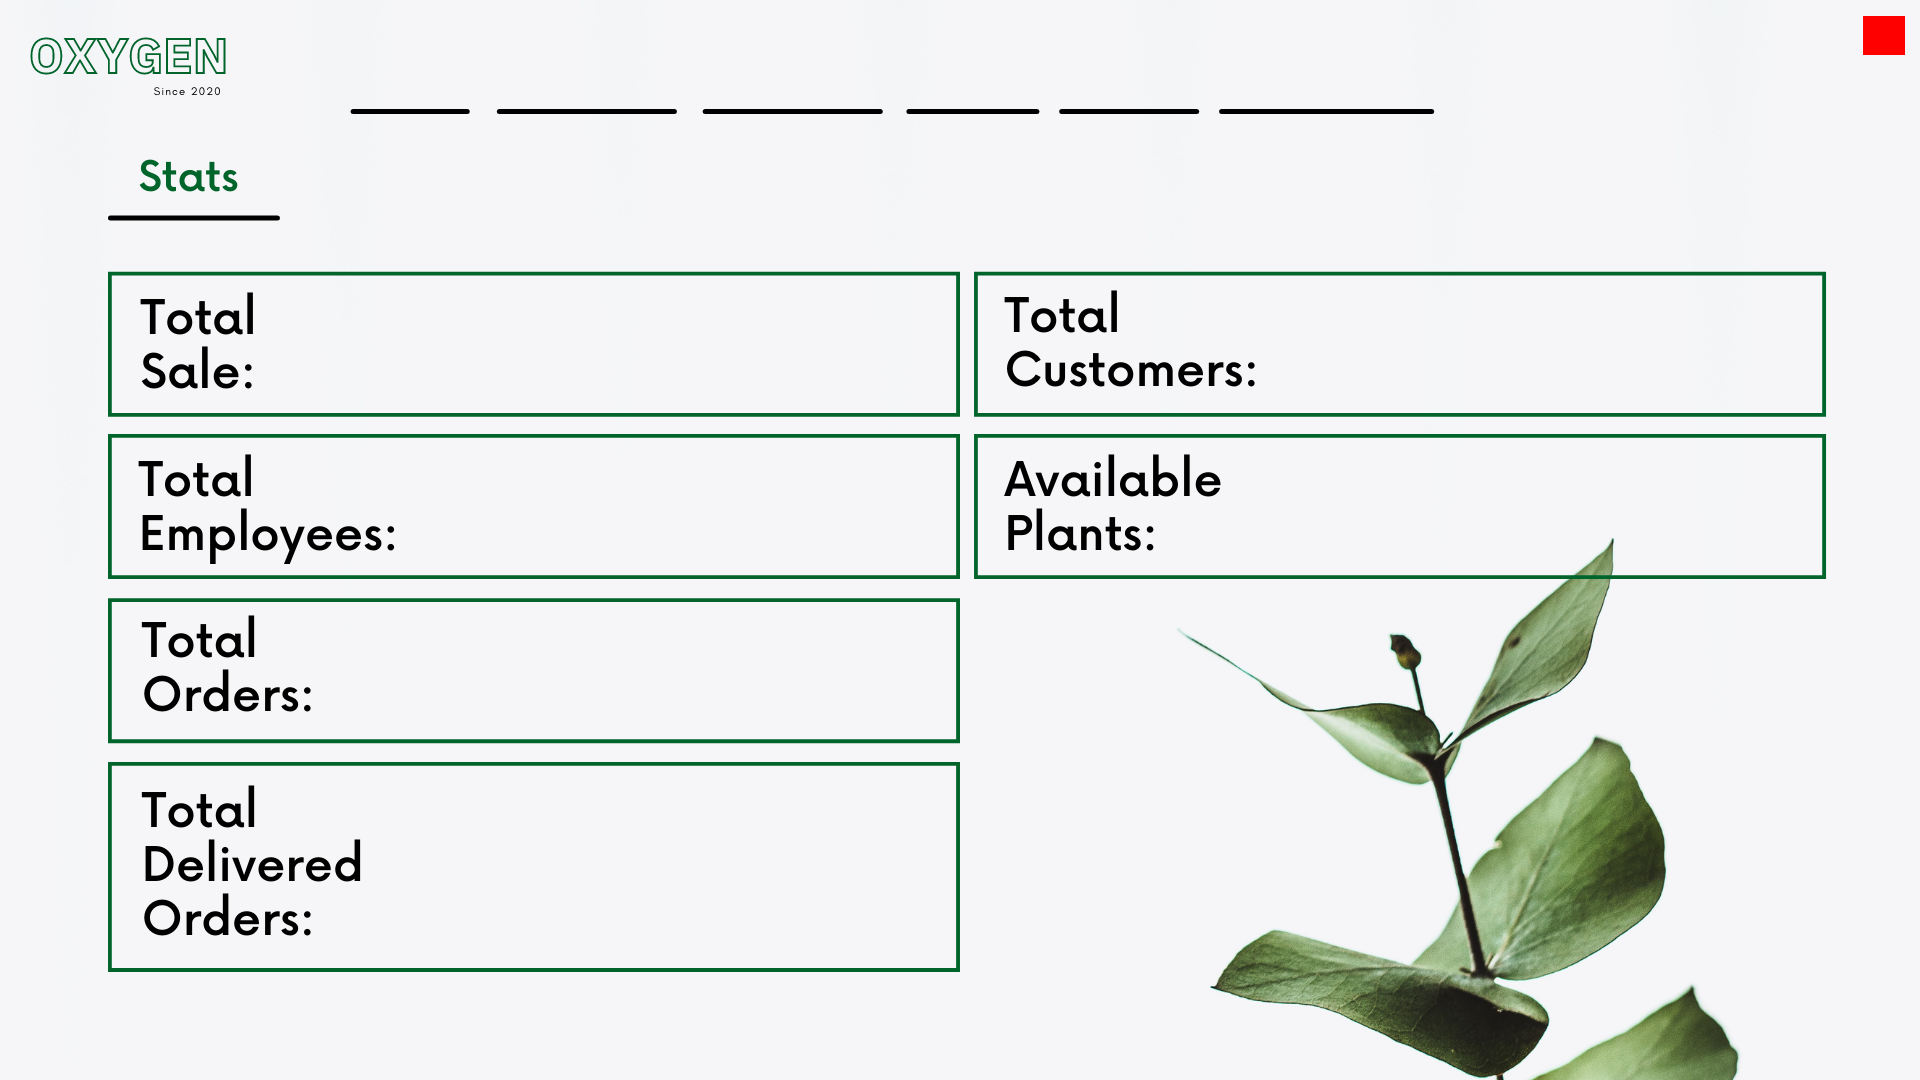 OXYGEN
Since 2020
Stats
Total
Sale:
Total
Customers:
Total
Employees:
Available
Plants:
Total
Orders:
Total
Delivered
Orders: